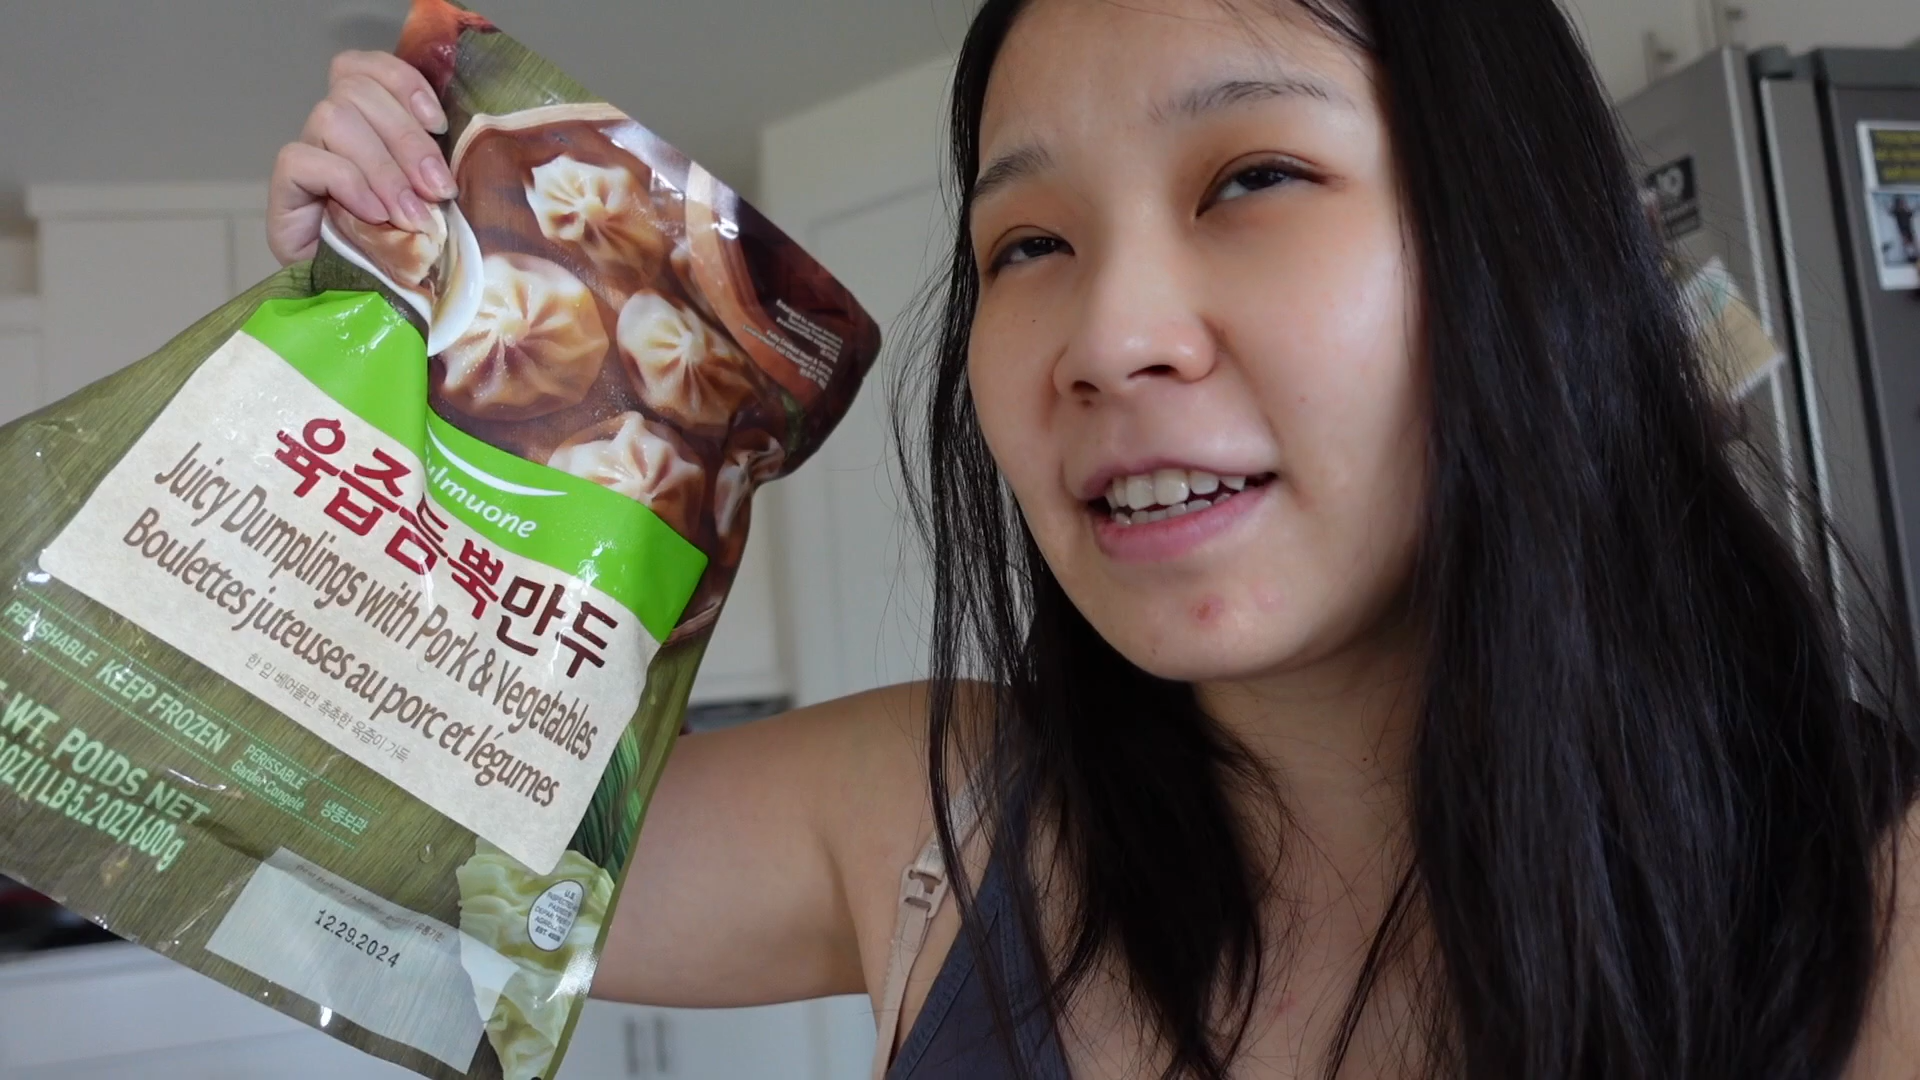 ulmuone
육즙듬뿍만두
Juicy Dumplings with Pork & Vegetables
Boulettes juteuses au porc et légumes
한 입 베어물면 촉촉한 육즙이 가득
PERISHABLE KEEP FROZEN
PERISSABLE
Garder Congelé
냉동보관
WT. POIDS NET
OZ(1 LB 5.2 OZ) 600g
12.29.2024
10